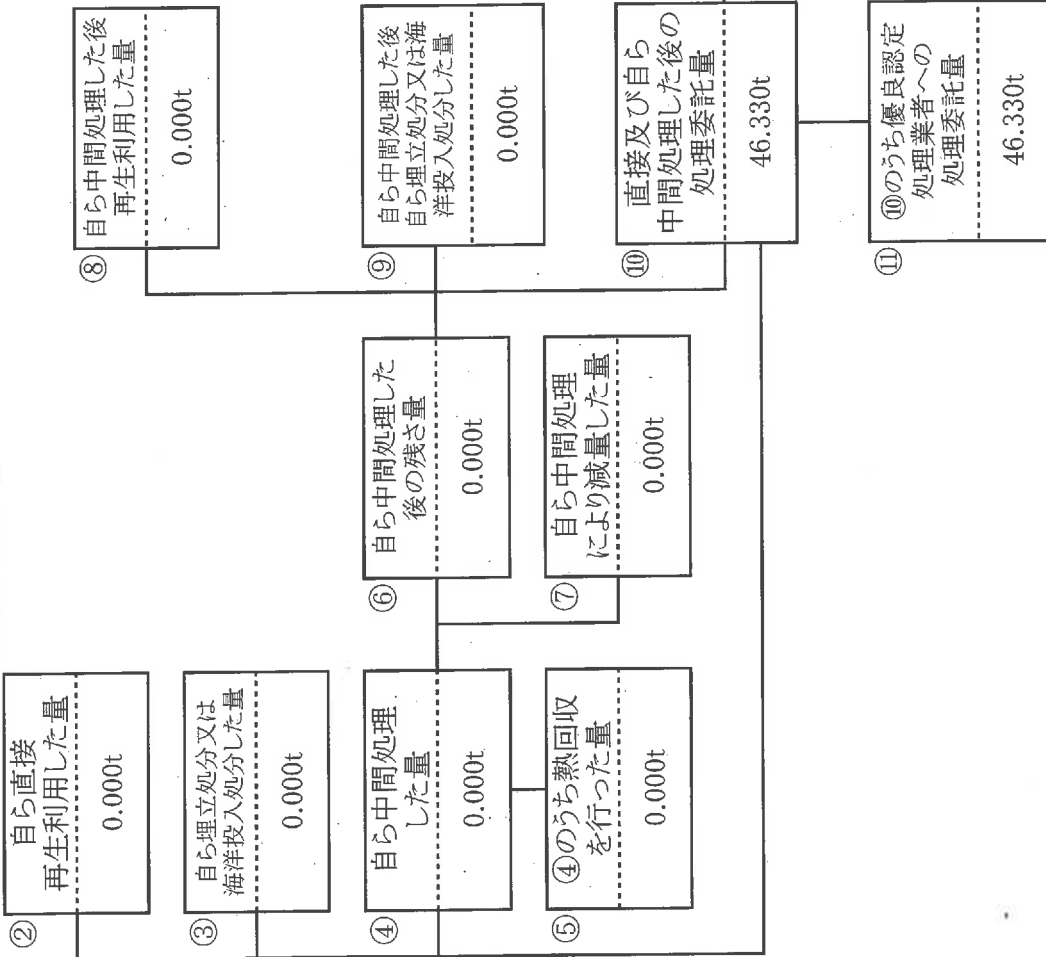 ②
自ら直接
再生利用した量
0.000t
③
自ら埋立処分又は
海洋投入処分した量
0.000t
④
自ら中間処理
した量
0.000t
⑤
④のうち熱回収
を行った量
0.000t
⑥
自ら中間処理した
後の残さ量
0.000t
⑦
自ら中間処理
により減量した量
0.000t
⑧
自ら中間処理した後
再生利用した量
0.000t
⑨
自ら中間処理した後
自ら埋立処分又は海
洋投入処分した量
0.000t
⑩
直接及び自ら
中間処理した後の
処理委託量
46.330t
⑪
⑩のうち優良認定
処理業者への
処理委託量
46.330t